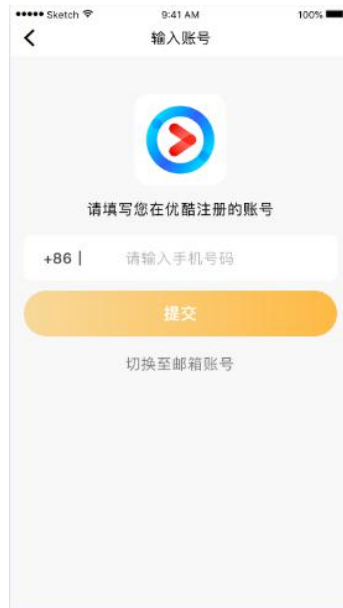 Sketch 9:41 AM 100%
输入账号
请填写您在优酷注册的账号
+86 | 请输入手机号码
提交
切换至邮箱账号